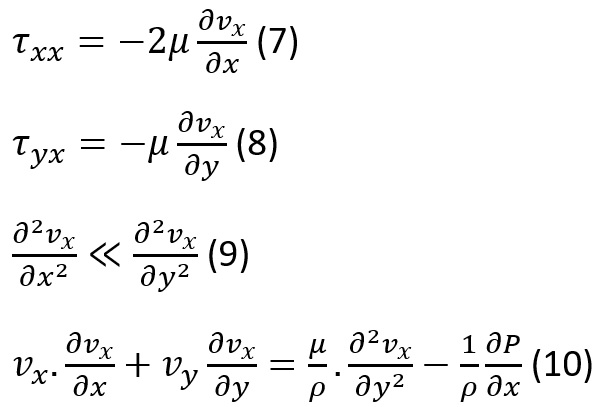 τ_xx = −2μ ∂v_x/∂x (7)
τ_yx = −μ ∂v_x/∂y (8)
∂²v_x/∂x² ≪ ∂²v_x/∂y² (9)
v_x. ∂v_x/∂x + v_y ∂v_x/∂y = μ/ρ . ∂²v_x/∂y² − 1/ρ ∂P/∂x (10)